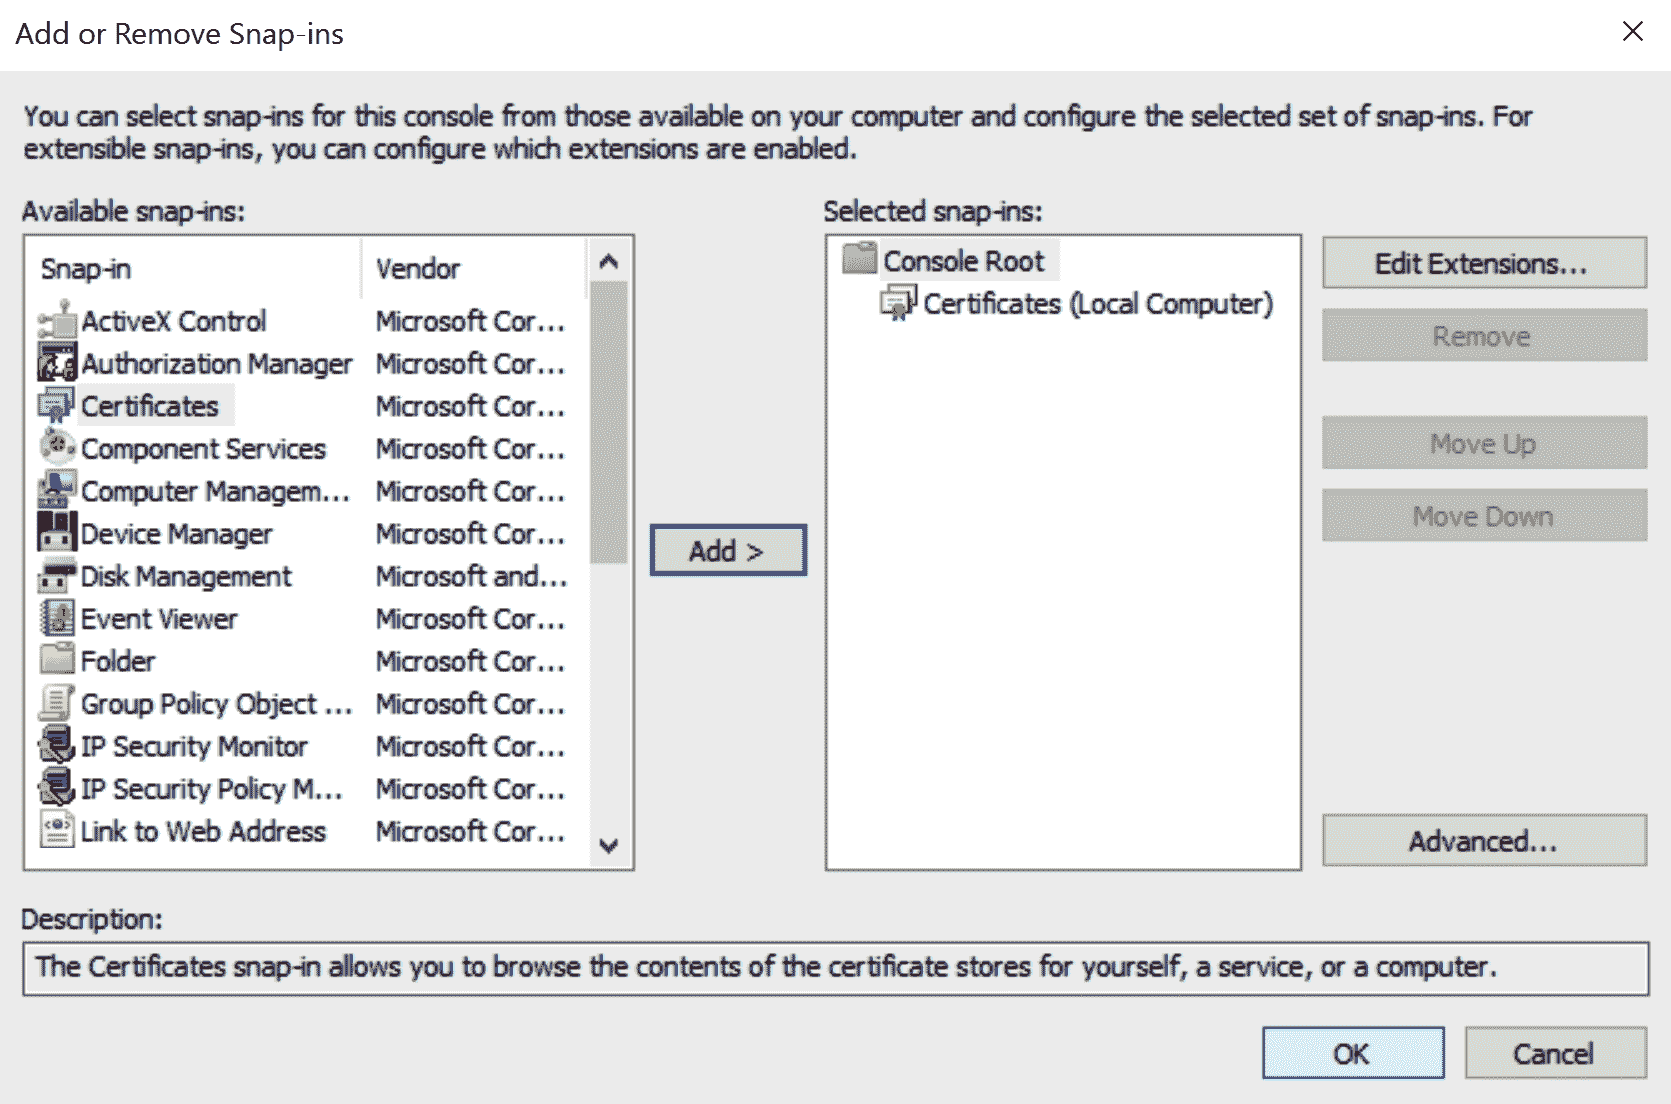 Add or Remove Snap-ins
You can select snap-ins for this console from those available on your computer and configure the selected set of snap-ins. For
extensible snap-ins, you can configure which extensions are enabled.
Available snap-ins:
Snap-in Vendor
ActiveX Control Microsoft Cor...
Authorization Manager Microsoft Cor...
Certificates Microsoft Cor...
Component Services Microsoft Cor...
Computer Managem... Microsoft Cor...
Device Manager Microsoft Cor...
Disk Management Microsoft and...
Event Viewer Microsoft Cor...
Folder Microsoft Cor...
Group Policy Object ... Microsoft Cor...
IP Security Monitor Microsoft Cor...
IP Security Policy M... Microsoft Cor...
Link to Web Address Microsoft Cor...
Add >
Selected snap-ins:
Console Root
Certificates (Local Computer)
Edit Extensions...
Remove
Move Up
Move Down
Advanced...
Description:
The Certificates snap-in allows you to browse the contents of the certificate stores for yourself, a service, or a computer.
OK
Cancel